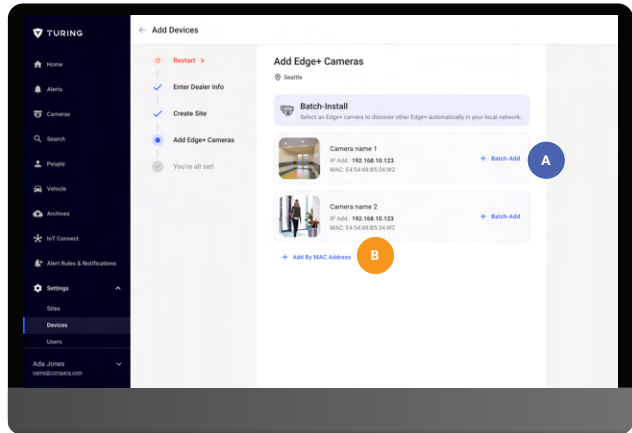 TURING
Home
Alerts
Cameras
Search
People
Vehicle
Archives
IoT Connect
Alert Rules & Notifications
Settings
Sites
Devices
Users
Ada Jones
name@company.com
← Add Devices
Restart >
Enter Dealer Info
Create Site
Add Edge+ Cameras
You're all set!
Add Edge+ Cameras
Seattle
Batch-Install
Select an Edge+ camera to discover other Edge+ automatically in your local network.
Camera name 1
IP Add.: 192.168.10.123
MAC: E4:54:88:B5:34:W2
+ Batch-Add
A
Camera name 2
IP Add.: 192.168.10.123
MAC: E4:54:88:B5:34:W2
+ Batch-Add
+ Add By MAC Address
B